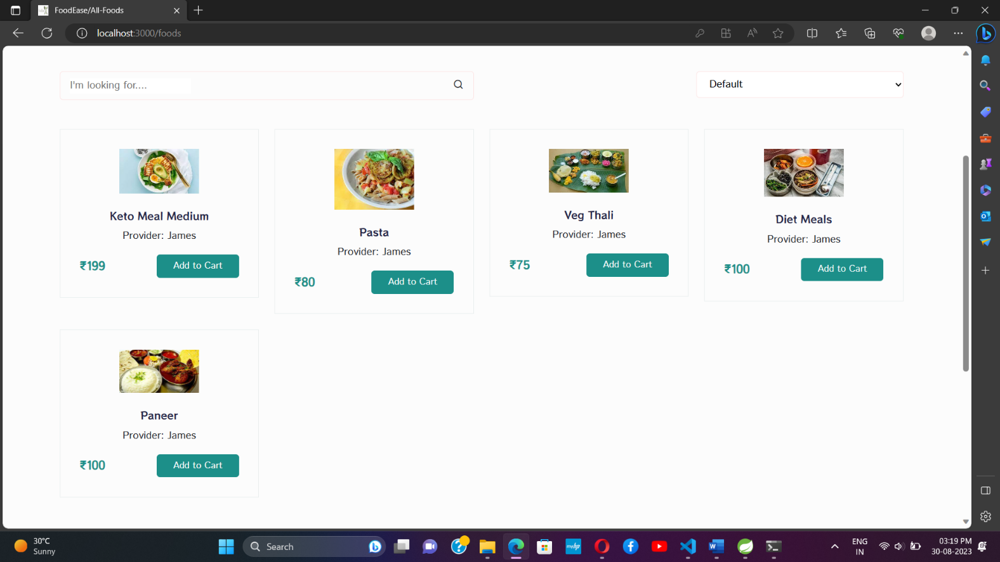 FoodEase/All-Foods
localhost:3000/foods
I'm looking for....
Default
Keto Meal Medium
Provider: James
₹199
Add to Cart
Pasta
Provider: James
₹80
Add to Cart
Veg Thali
Provider: James
₹75
Add to Cart
Diet Meals
Provider: James
₹100
Add to Cart
Paneer
Provider: James
₹100
Add to Cart
30°C
Sunny
Search
myhp
ENG
IN
03:19 PM
30-08-2023